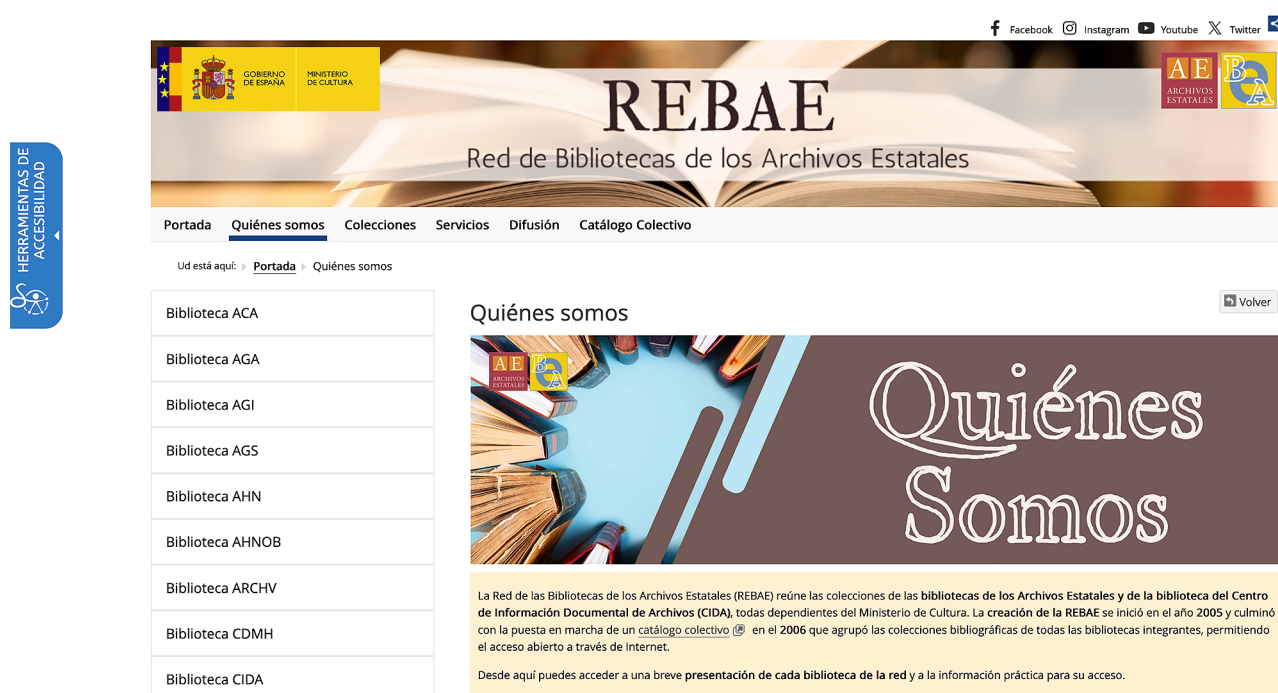 Facebook Instagram Youtube Twitter
GOBIERNO DE ESPAÑA
MINISTERIO DE CULTURA
REBAE
Red de Bibliotecas de los Archivos Estatales
AE
ARCHIVOS
ESTATALES
BEA
HERRAMIENTAS DE
ACCESIBILIDAD
Portada Quiénes somos Colecciones Servicios Difusión Catálogo Colectivo
Ud está aquí: Portada Quiénes somos
Biblioteca ACA
Biblioteca AGA
Biblioteca AGI
Biblioteca AGS
Biblioteca AHN
Biblioteca AHNOB
Biblioteca ARCHV
Biblioteca CDMH
Biblioteca CIDA
Quiénes somos
Volver
AE
ARCHIVOS
ESTATALES
BEA
Quiénes
Somos
La Red de las Bibliotecas de los Archivos Estatales (REBAE) reúne las colecciones de las bibliotecas de los Archivos Estatales y de la biblioteca del Centro
de Información Documental de Archivos (CIDA), todas dependientes del Ministerio de Cultura. La creación de la REBAE se inició en el año 2005 y culminó
con la puesta en marcha de un catálogo colectivo en el 2006 que agrupó las colecciones bibliográficas de todas las bibliotecas integrantes, permitiendo
el acceso abierto a través de Internet.
Desde aquí puedes acceder a una breve presentación de cada biblioteca de la red y a la información práctica para su acceso.